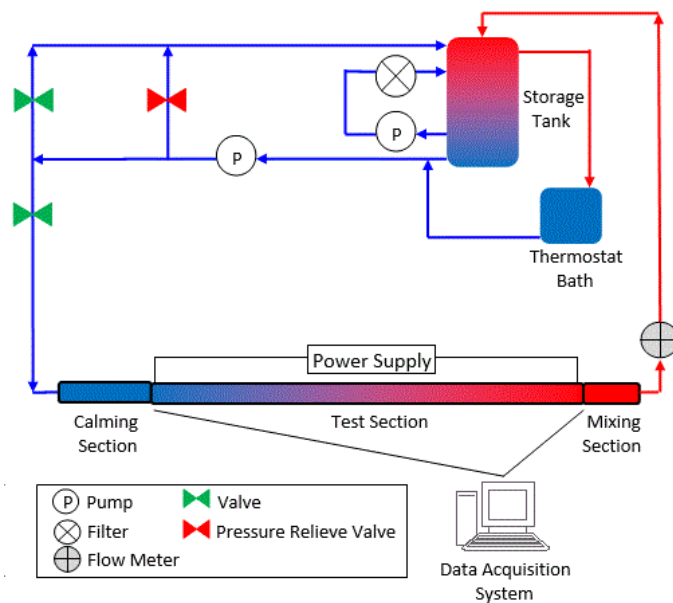 P
Storage
Tank
P
Thermostat
Bath
Power Supply
Calming
Section
Test Section
Mixing
Section
P Pump
Valve
Filter
Pressure Relieve Valve
Flow Meter
Data Acquisition
System